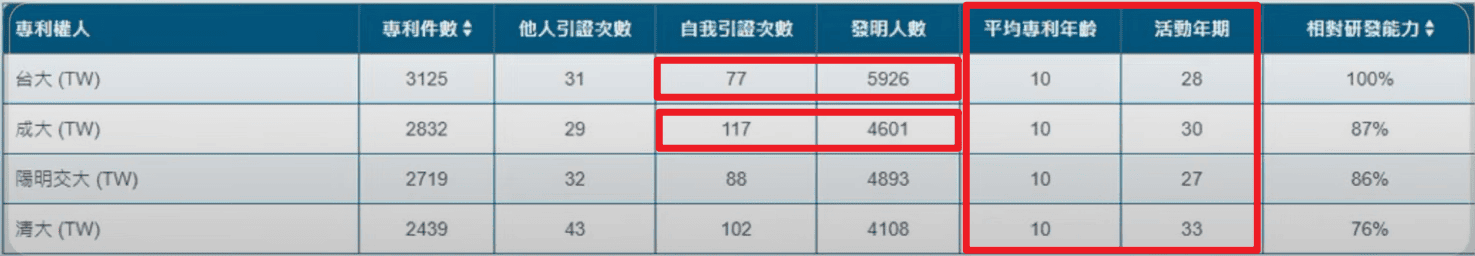 專利權人 專利件數 他人引證次數 自我引證次數 發明人數 平均專利年齡 活動年期 相對研發能力
台大 (TW) 3125 31 77 5926 10 28 100%
成大 (TW) 2832 29 117 4601 10 30 87%
陽明交大 (TW) 2719 32 88 4893 10 27 86%
清大 (TW) 2439 43 102 4108 10 33 76%